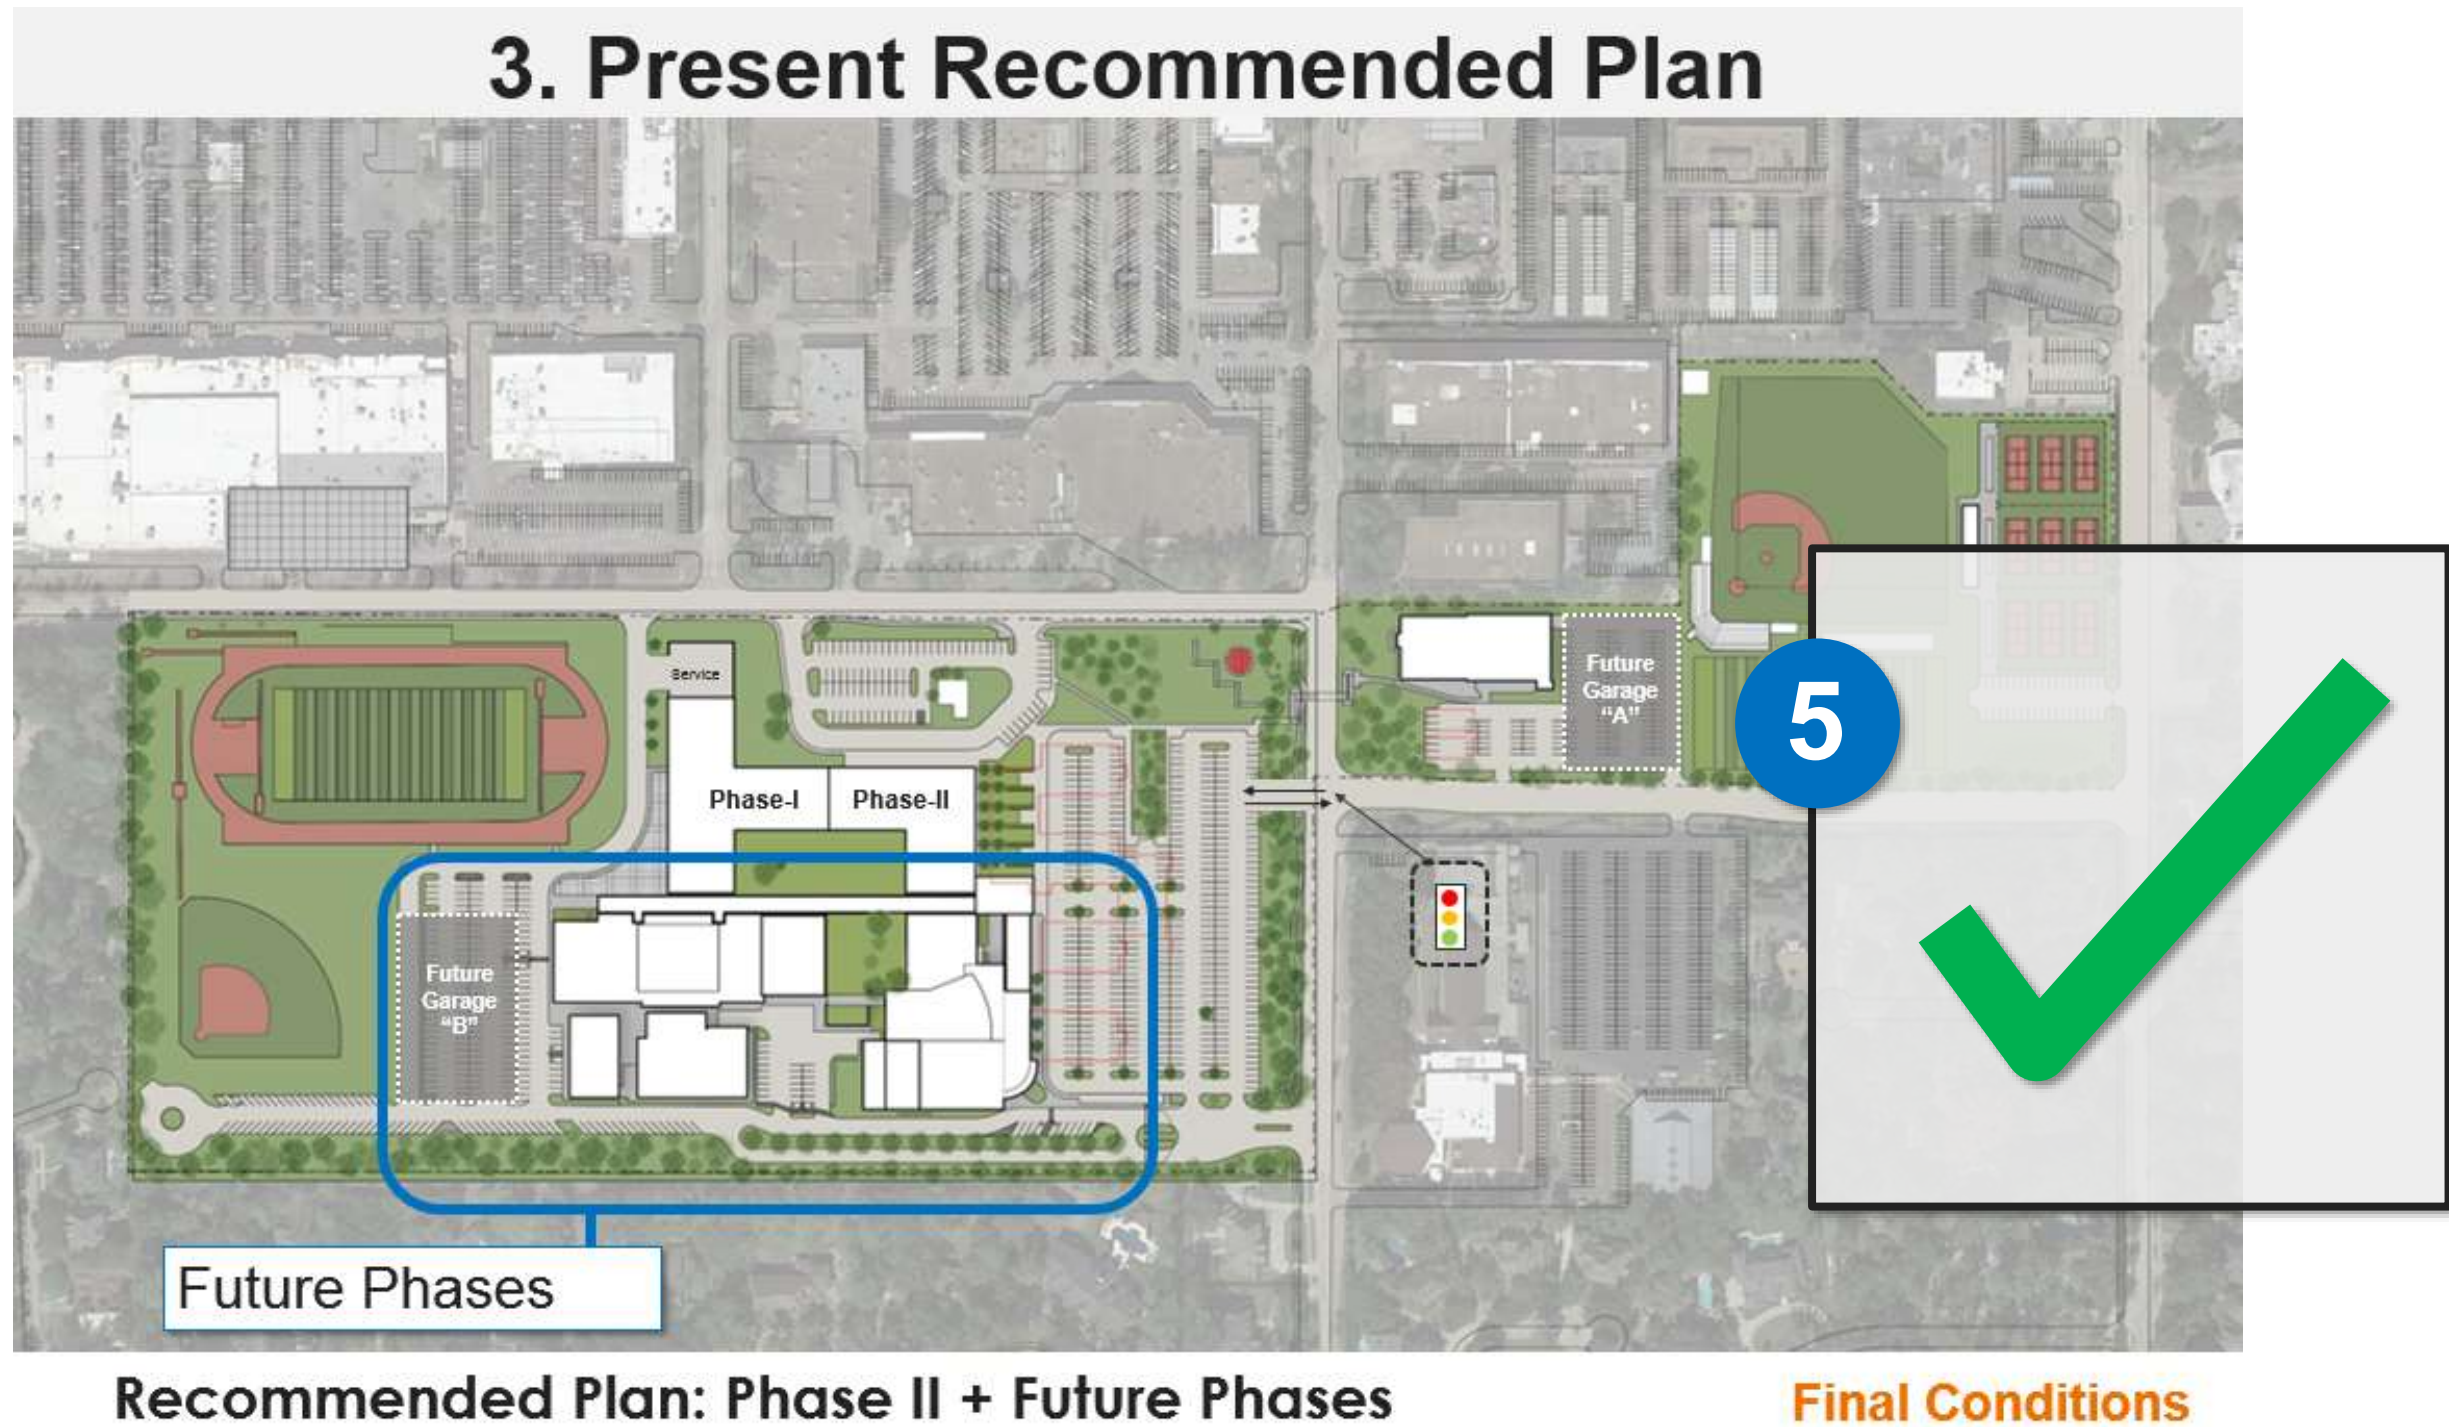 3. Present Recommended Plan
Service
Future
Garage
“A”
5
Phase-I
Phase-II
Future
Garage
“B”
Future Phases
Recommended Plan: Phase II + Future Phases
Final Conditions